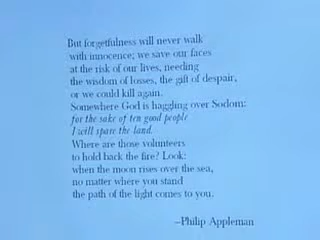 But forgetfulness will never walk
with innocence; we save our faces
at the risk of our lives, needing
the wisdom of losses, the gift of despair,
or we could kill again.
Somewhere God is haggling over Sodom:
for the sake of ten good people
I will spare the land.
Where are those volunteers
to hold back the fire? Look:
when the moon rises over the sea,
no matter where you stand
the path of the light comes to you.
–Philip Appleman